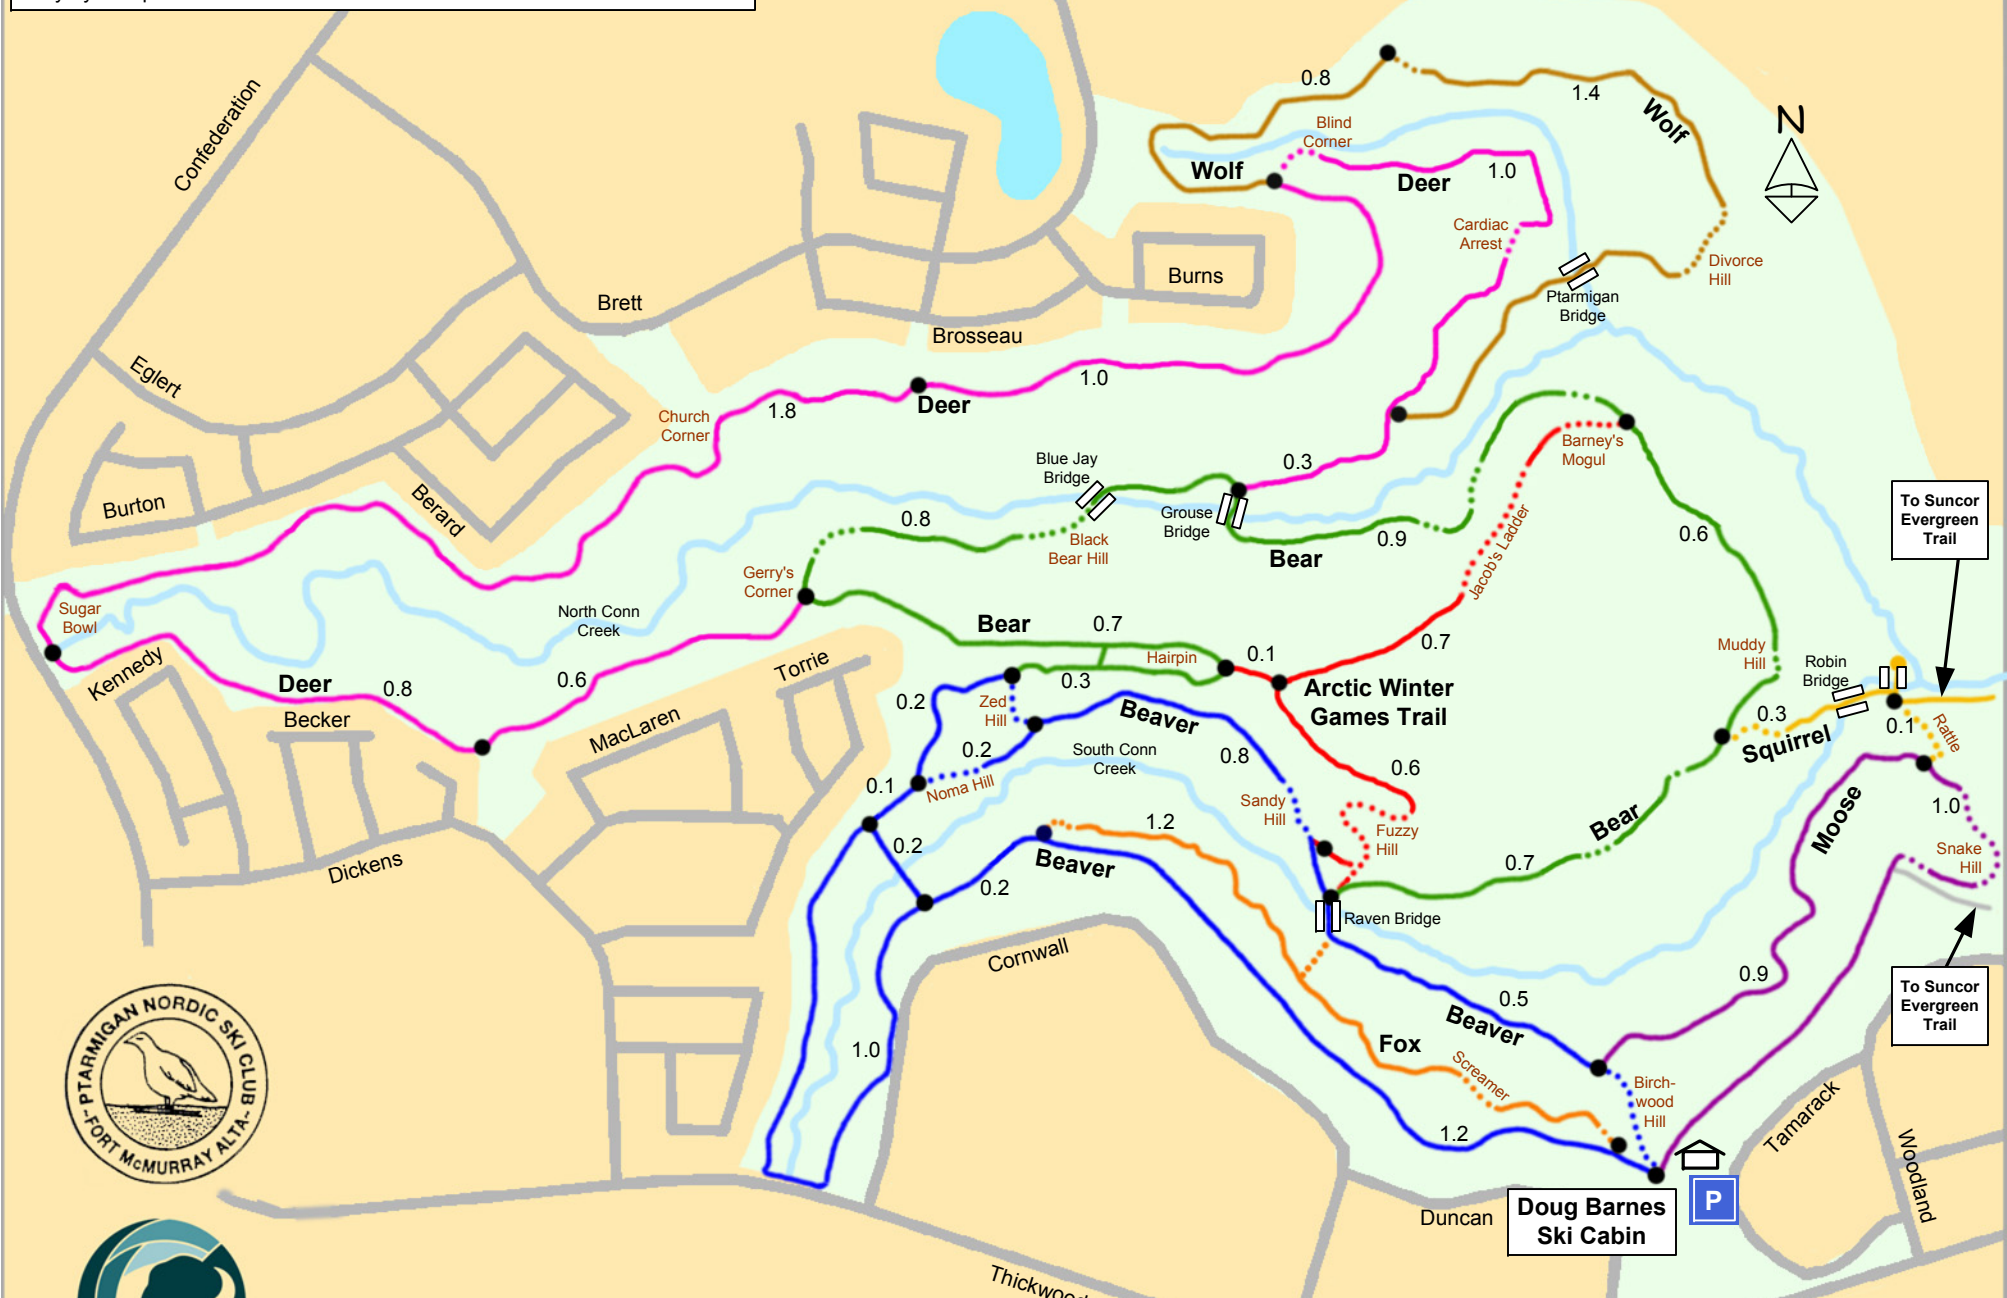 Confederation
0.8
1.4
Wolf
N
Blind
Corner
Wolf
Deer
1.0
Cardiac
Arrest
Divorce
Hill
Burns
Ptarmigan
Bridge
Brett
Brosseau
Eglert
1.0
Deer
1.8
Church
Corner
Barney's
Mogul
0.3
Blue Jay
Bridge
Burton
Berard
Grouse
Bridge
0.8
Black
Bear Hill
0.9
Bear
Jacob's Ladder
0.6
To Suncor
Evergreen
Trail
Gerry's
Corner
Sugar
Bowl
North Conn
Creek
Bear
0.7
Hairpin
0.1
0.7
Muddy
Hill
Robin
Bridge
Kennedy
Torrie
Deer
0.8
0.6
0.3
Arctic Winter
Games Trail
Becker
MacLaren
0.2
Zed
Hill
Beaver
0.3
Squirrel
0.1
Rattle
0.2
South Conn
Creek
0.8
0.6
0.1
Noma Hill
Sandy
Hill
Fuzzy
Hill
Bear
Moose
1.0
Snake
Hill
1.2
0.2
Beaver
0.7
Dickens
0.2
Raven Bridge
Cornwall
0.9
0.5
Beaver
To Suncor
Evergreen
Trail
PTARMIGAN NORDIC SKI CLUB
~FORT McMURRAY ALTA~
1.0
Fox
Screamer
Birch-
wood
Hill
1.2
Tamarack
Woodland
P
Duncan
Doug Barnes
Ski Cabin